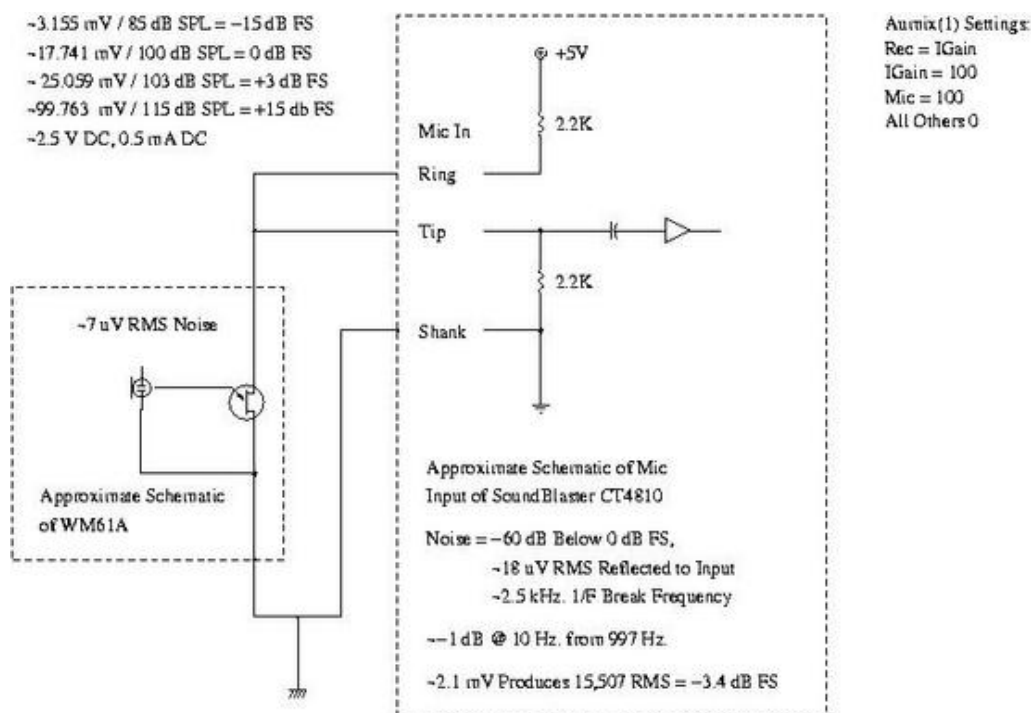 ~3.155 mV / 85 dB SPL = −15 dB FS
~17.741 mV / 100 dB SPL = 0 dB FS
~25.059 mV / 103 dB SPL = +3 dB FS
~99.763 mV / 115 dB SPL = +15 db FS
~2.5 V DC, 0.5 mA DC
Aumix(1) Settings:
Rec = IGain
IGain = 100
Mic = 100
All Others 0
+5V
2.2K
Mic In
Ring
Tip
2.2K
Shank
~7 uV RMS Noise
Approximate Schematic
of WM61A
Approximate Schematic of Mic
Input of SoundBlaster CT4810
Noise = −60 dB Below 0 dB FS,
~18 uV RMS Reflected to Input
~2.5 kHz. 1/F Break Frequency
~−1 dB @ 10 Hz. from 997 Hz.
~2.1 mV Produces 15,507 RMS = −3.4 dB FS